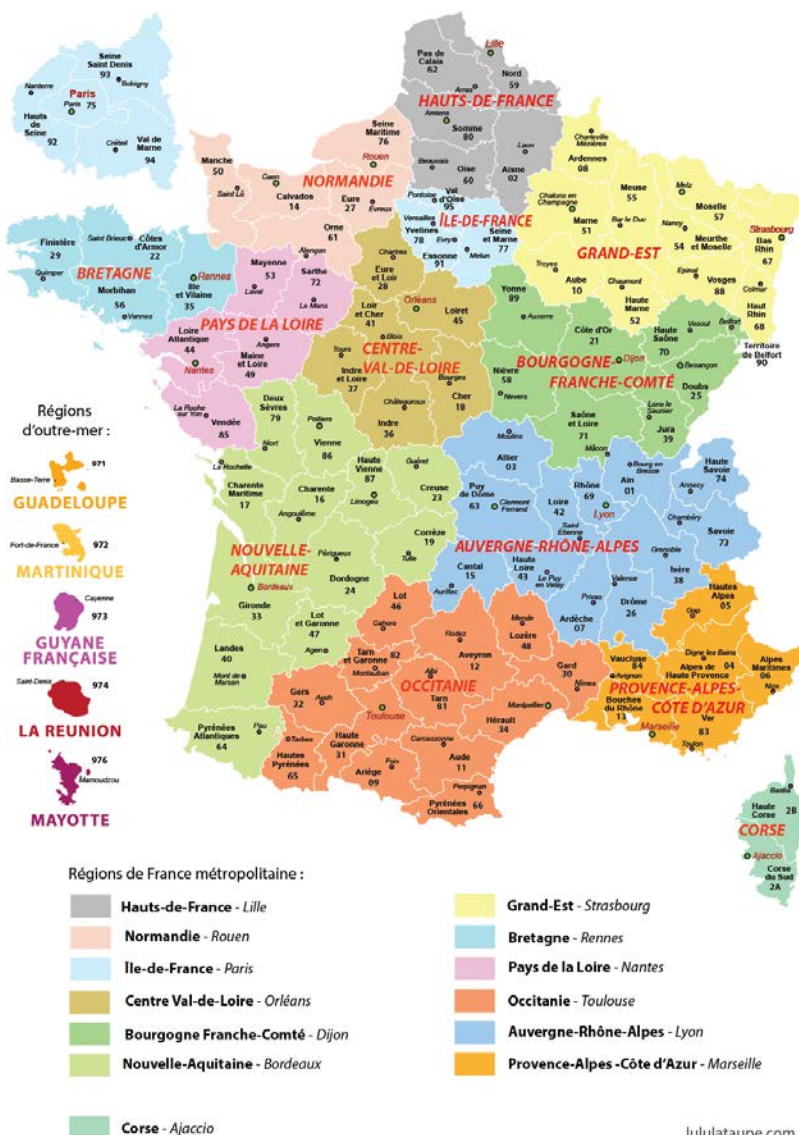 Seine
Saint Denis
93
Bobigny
Nanterre
Paris
Paris
75
Hauts
de Seine
92
Créteil
Val
de Marne
94
Pas de
Calais
62
Lille
Nord
59
Arras
HAUTS-DE-FRANCE
Amiens
Somme
80
Beauvais
Oise
60
Laon
Aisne
02
Seine
Maritime
76
Rouen
Manche
50
NORMANDIE
Saint Lô
Caen
Calvados
14
Eure
27
Evreux
Orne
61
Alençon
Pontoise
Val
d'Oise
95
ÎLE-DE-FRANCE
Versailles
Yvelines
78
Evry
Essonne
91
Melun
Seine et
Marne
77
Charleville
Mézières
Ardennes
08
Meuse
55
Metz
Moselle
57
Chalons en
Champagne
Marne
51
Bar le Duc
Nancy
54
Meurthe
et Moselle
Strasbourg
Bas
Rhin
67
GRAND-EST
Troyes
Aube
10
Chaumont
Haute
Marne
52
Epinal
Vosges
88
Colmar
Haut
Rhin
68
Finistère
29
Saint Brieuc
Côtes
d'Armor
22
Quimper
BRETAGNE
Rennes
Morbihan
56
Vannes
Ille
et Vilaine
35
Mayenne
53
Laval
Sarthe
72
Le Mans
PAYS DE LA LOIRE
Loire
Atlantique
44
Nantes
Angers
Maine
et Loire
49
La Roche
sur Yon
Vendée
85
Chartres
Eure
et Loir
28
Orléans
Loir
et Cher
41
Loiret
45
Blois
CENTRE-
VAL-DE-LOIRE
Tours
Indre
et Loire
37
Bourges
Châteauroux
Cher
18
Indre
36
Yonne
89
Auxerre
Côte d'Or
21
Haute
Saône
70
Vesoul
Belfort
Territoire
de Belfort
90
BOURGOGNE-
FRANCHE-COMTÉ
Dijon
Besançon
Nièvre
58
Nevers
Doubs
25
Saône
et Loire
71
Lons le
Saunier
Jura
39
Mâcon
Deux
Sèvres
79
Poitiers
Niort
Vienne
86
La Rochelle
Charente
Maritime
17
Charente
16
Angoulême
Haute
Vienne
87
Limoges
Guéret
Creuse
23
Corrèze
19
Tulle
NOUVELLE-
AQUITAINE
Périgueux
Dordogne
24
Bordeaux
Gironde
33
Lot
et Garonne
47
Agen
Landes
40
Mont de
Marsan
Pyrénées
Atlantiques
64
Pau
Moulins
Allier
03
Puy
de Dôme
63
Clermont
Ferrand
Loire
42
Rhône
69
Lyon
Ain
01
Bourg en
Bresse
Haute
Savoie
74
Annecy
Chambéry
Savoie
73
Saint
Etienne
AUVERGNE-RHÔNE-ALPES
Grenoble
Isère
38
Cantal
15
Aurillac
Haute
Loire
43
Le Puy
en Velay
Valence
Privas
Ardèche
07
Drôme
26
Lot
46
Cahors
Tarn
et Garonne
82
Montauban
Rodez
Aveyron
12
Mende
Lozère
48
Gard
30
Nîmes
OCCITANIE
Gers
32
Auch
Toulouse
Albi
Tarn
81
Montpellier
Hérault
34
Tarbes
Hautes
Pyrénées
65
Haute
Garonne
31
Foix
Ariège
09
Carcassonne
Aude
11
Perpignan
Pyrénées
Orientales
66
Hautes
Alpes
05
Gap
Vaucluse
84
Avignon
Digne les Bains
04
Alpes de
Haute Provence
Alpes
Maritimes
06
Nice
PROVENCE-ALPES-
CÔTE D'AZUR
Bouches
du Rhône
13
Marseille
Var
83
Toulon
Bastia
Haute
Corse
2B
CORSE
Ajaccio
Corse
du Sud
2A
Régions
d'outre-mer :
971
Basse-Terre
GUADELOUPE
Fort-de-France
972
MARTINIQUE
Cayenne
973
GUYANE
FRANÇAISE
Saint-Denis
974
LA REUNION
976
Mamoudzou
MAYOTTE
Régions de France métropolitaine :
Hauts-de-France - Lille
Normandie - Rouen
Île-de-France - Paris
Centre Val-de-Loire - Orléans
Bourgogne Franche-Comté - Dijon
Nouvelle-Aquitaine - Bordeaux
Corse - Ajaccio
Grand-Est - Strasbourg
Bretagne - Rennes
Pays de la Loire - Nantes
Occitanie - Toulouse
Auvergne-Rhône-Alpes - Lyon
Provence-Alpes -Côte d'Azur - Marseille
lululataupe.com